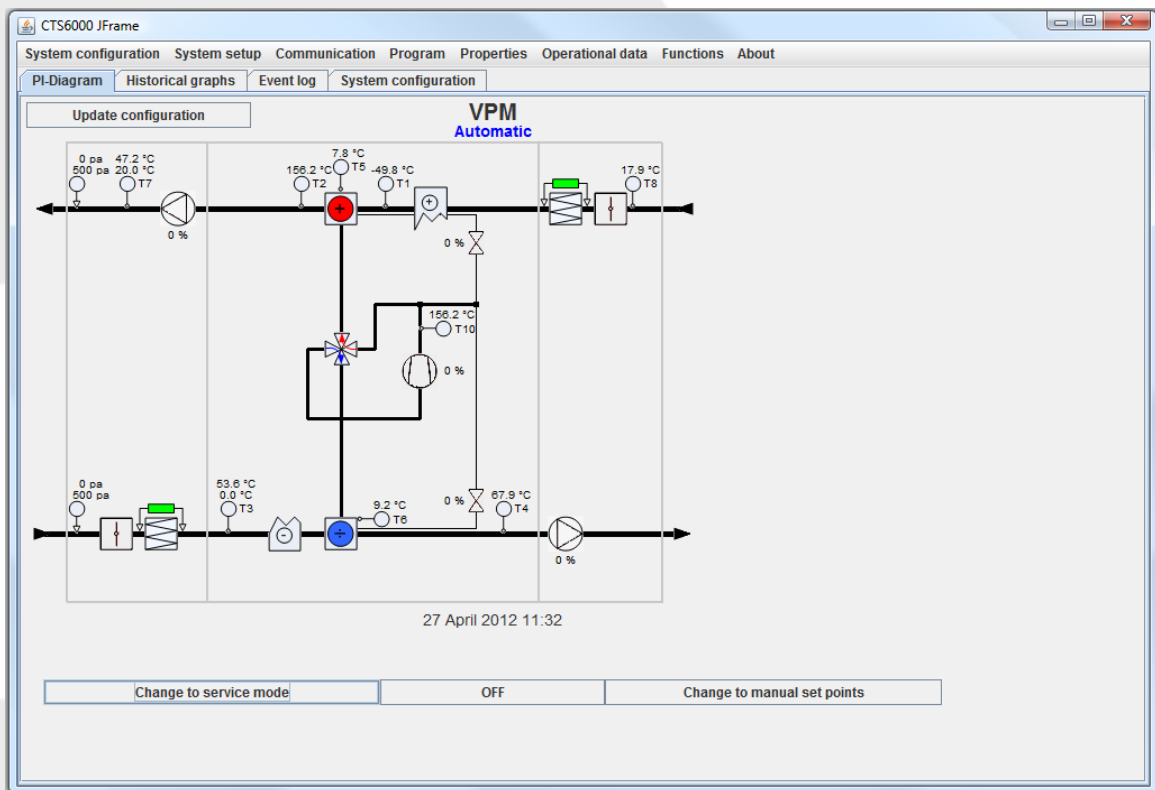 CTS6000 JFrame
System configuration System setup Communication Program Properties Operational data Functions About
PI-Diagram Historical graphs Event log System configuration
Update configuration
VPM
Automatic
0 pa
500 pa
47.2 °C
20.0 °C
T7
0 %
156.2 °C
T2
7.8 °C
T5
-49.8 °C
T1
+
+
0 %
17.9 °C
T8
156.2 °C
T10
0 %
0 pa
500 pa
53.6 °C
0.0 °C
T3
-
÷
9.2 °C
T6
0 %
67.9 °C
T4
0 %
27 April 2012 11:32
Change to service mode OFF Change to manual set points